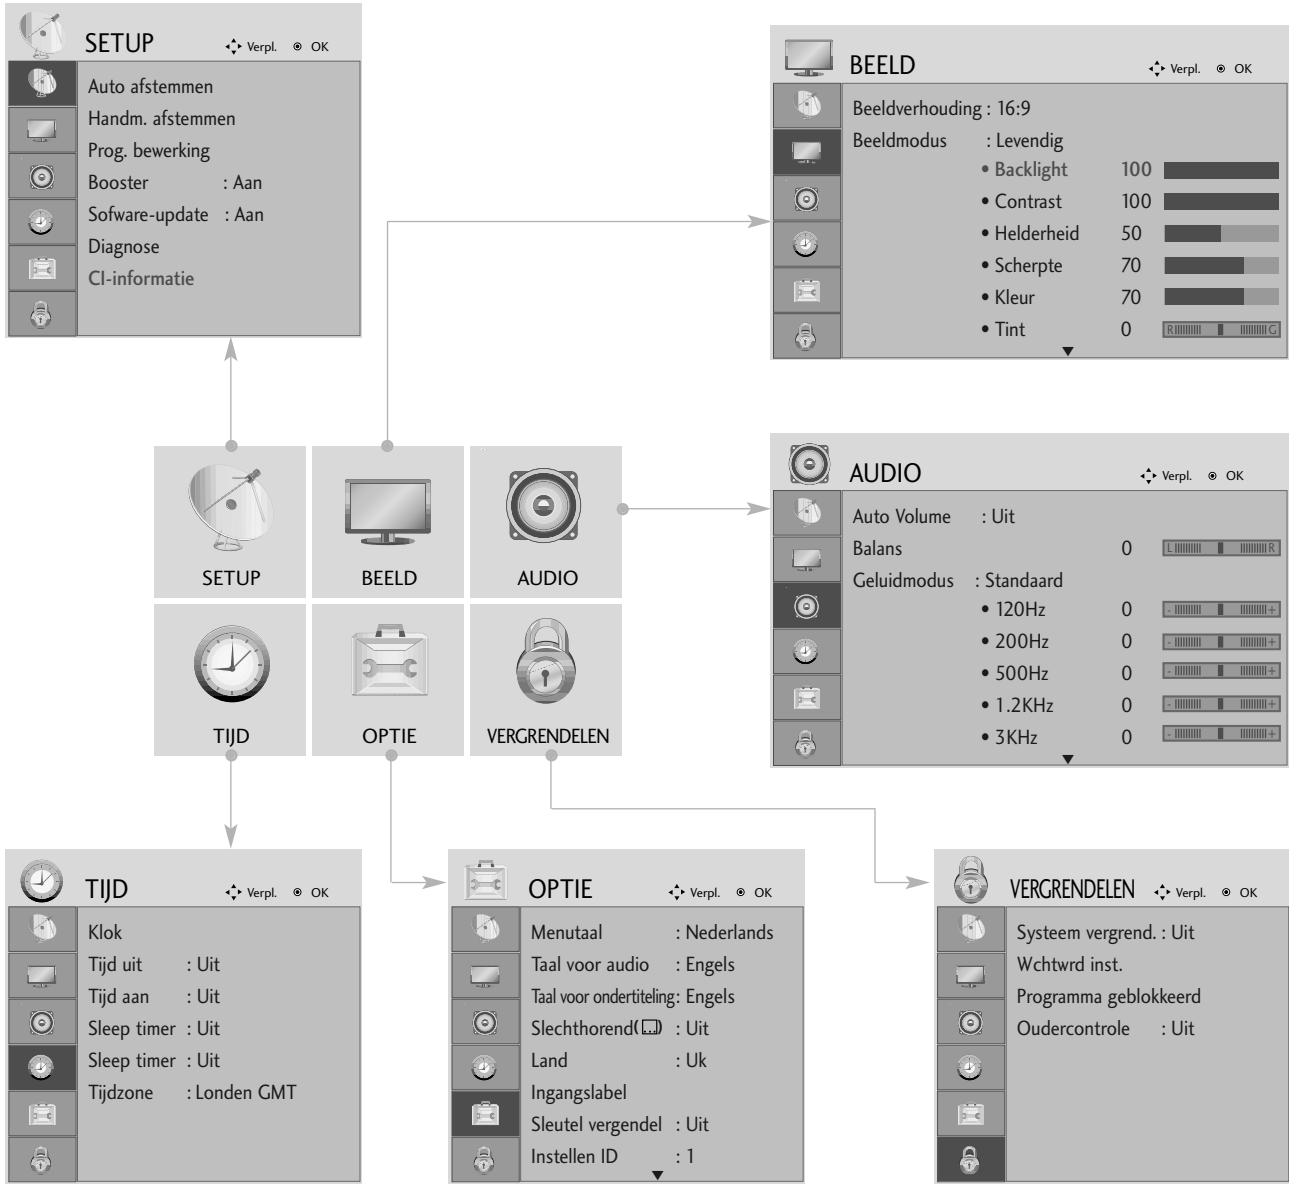 SETUP
Verpl. OK
Auto afstemmen
Handm. afstemmen
Prog. bewerking
Booster : Aan
Sofware-update : Aan
Diagnose
CI-informatie
BEELD
Verpl. OK
Beeldverhouding : 16:9
Beeldmodus : Levendig
• Backlight 100
• Contrast 100
• Helderheid 50
• Scherpte 70
• Kleur 70
• Tint 0 R G
SETUP
BEELD
AUDIO
TIJD
OPTIE
VERGRENDELEN
AUDIO
Verpl. OK
Auto Volume : Uit
Balans 0 L R
Geluidmodus : Standaard
• 120Hz 0 - +
• 200Hz 0 - +
• 500Hz 0 - +
• 1.2KHz 0 - +
• 3KHz 0 - +
TIJD
Verpl. OK
Klok
Tijd uit : Uit
Tijd aan : Uit
Sleep timer : Uit
Sleep timer : Uit
Tijdzone : Londen GMT
OPTIE
Verpl. OK
Menutaal : Nederlands
Taal voor audio : Engels
Taal voor ondertiteling : Engels
Slechthorend( ) : Uit
Land : Uk
Ingangslabel
Sleutel vergendel : Uit
Instellen ID : 1
VERGRENDELEN
Verpl. OK
Systeem vergrend. : Uit
Wchtwrd inst.
Programma geblokkeerd
Oudercontrole : Uit